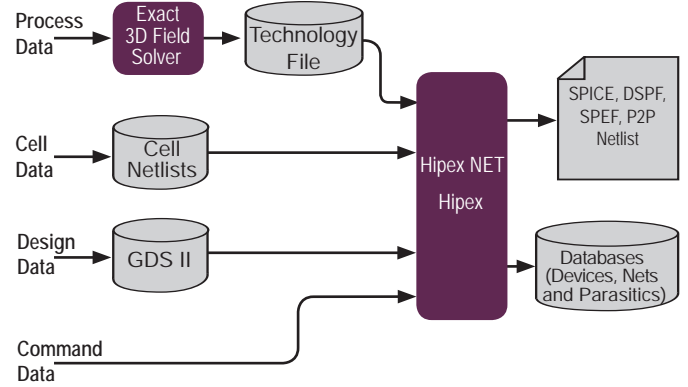 Process
Data
Exact
3D Field
Solver
Technology
File
SPICE, DSPF,
SPEF, P2P
Netlist
Cell
Data
Cell
Netlists
Hipex NET
Hipex
Design
Data
GDS II
Databases
(Devices, Nets
and Parasitics)
Command
Data